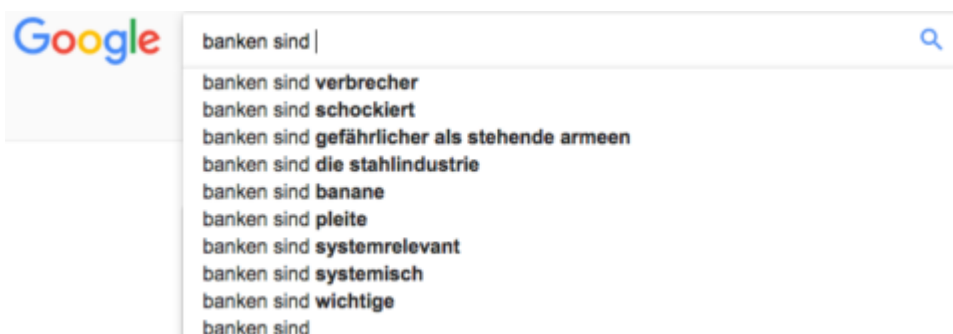 Google
banken sind
banken sind verbrecher
banken sind schockiert
banken sind gefährlicher als stehende armeen
banken sind die stahlindustrie
banken sind banane
banken sind pleite
banken sind systemrelevant
banken sind systemisch
banken sind wichtige
banken sind